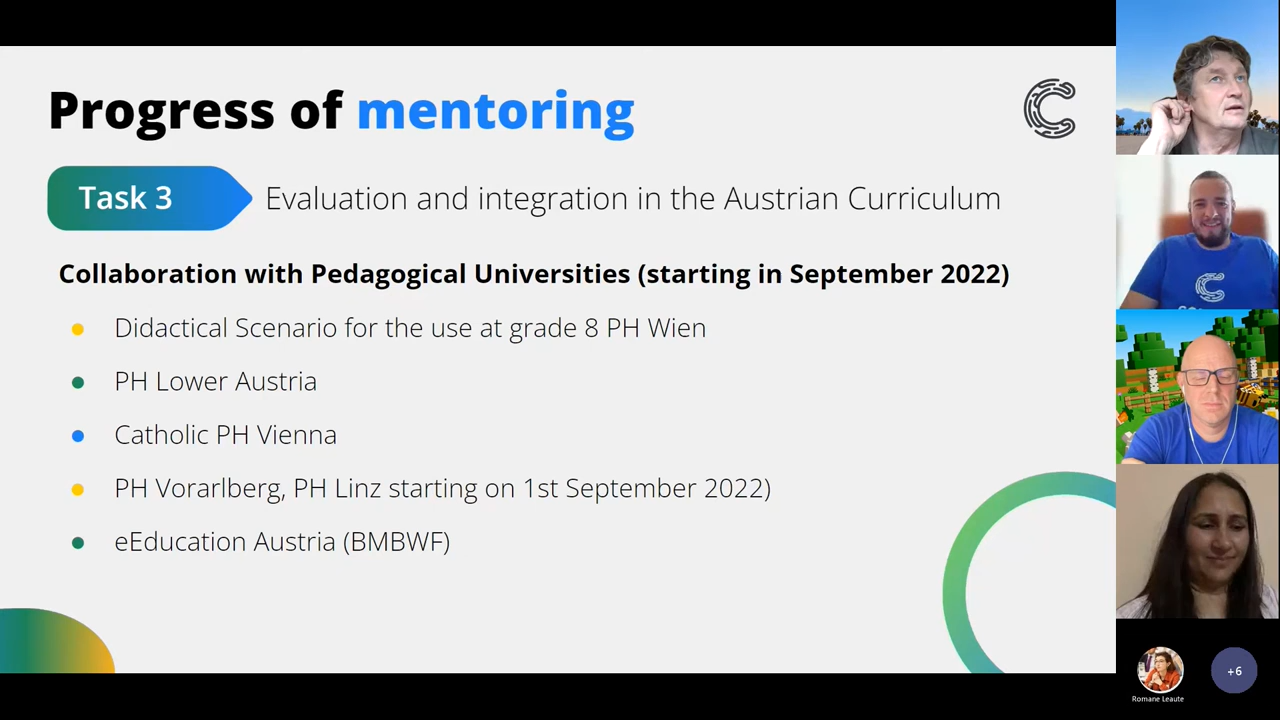 Progress of mentoring
Task 3
Evaluation and integration in the Austrian Curriculum
Collaboration with Pedagogical Universities (starting in September 2022)
Didactical Scenario for the use at grade 8 PH Wien
PH Lower Austria
Catholic PH Vienna
PH Vorarlberg, PH Linz starting on 1st September 2022)
eEducation Austria (BMBWF)
Romane Leaute
+6